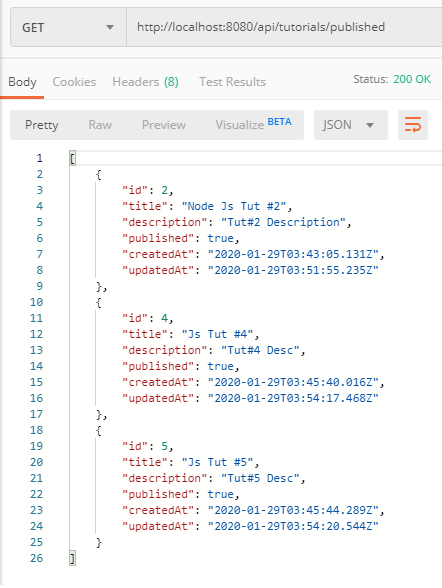 GET http://localhost:8080/api/tutorials/published
Body Cookies Headers (8) Test Results Status: 200 OK
Pretty Raw Preview Visualize BETA JSON
1 [
2 {
3 "id": 2,
4 "title": "Node Js Tut #2",
5 "description": "Tut#2 Description",
6 "published": true,
7 "createdAt": "2020-01-29T03:43:05.131Z",
8 "updatedAt": "2020-01-29T03:51:55.235Z"
9 },
10 {
11 "id": 4,
12 "title": "Js Tut #4",
13 "description": "Tut#4 Desc",
14 "published": true,
15 "createdAt": "2020-01-29T03:45:40.016Z",
16 "updatedAt": "2020-01-29T03:54:17.468Z"
17 },
18 {
19 "id": 5,
20 "title": "Js Tut #5",
21 "description": "Tut#5 Desc",
22 "published": true,
23 "createdAt": "2020-01-29T03:45:44.289Z",
24 "updatedAt": "2020-01-29T03:54:20.544Z"
25 }
26 ]